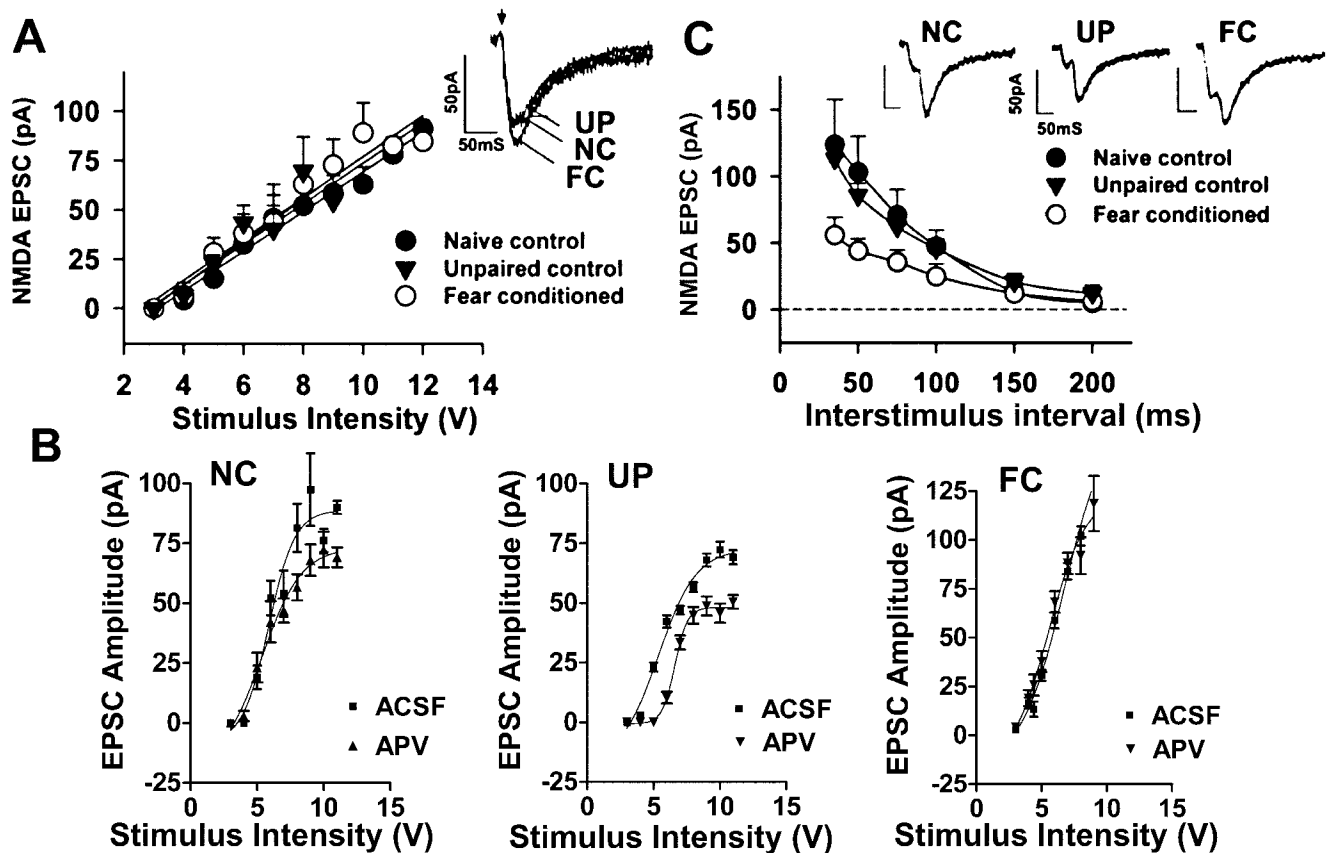 A
NMDA EPSC (pA)
100
75
50
25
0
2 4 6 8 10 12 14
Stimulus Intensity (V)
Naive control
Unpaired control
Fear conditioned
50pA
50mS
UP
NC
FC
C
NMDA EPSC (pA)
150
100
50
0
0 50 100 150 200
Interstimulus interval (ms)
NC UP FC
50pA
50mS
Naive control
Unpaired control
Fear conditioned
B
NC
EPSC Amplitude (pA)
100
75
50
25
0
-25
0 5 10 15
Stimulus Intensity (V)
ACSF
APV
UP
EPSC Amplitude (pA)
100
75
50
25
0
-25
0 5 10 15
Stimulus Intensity (V)
ACSF
APV
FC
EPSC Amplitude (pA)
125
100
75
50
25
0
-25
0 5 10 15
Stimulus Intensity (V)
ACSF
APV